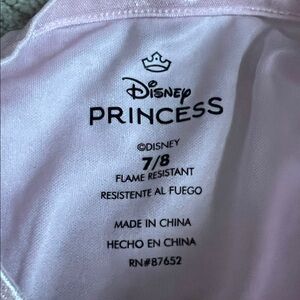 Disney
PRINCESS
©DISNEY
7/8
FLAME RESISTANT
RESISTENTE AL FUEGO
MADE IN CHINA
HECHO EN CHINA
RN#87652